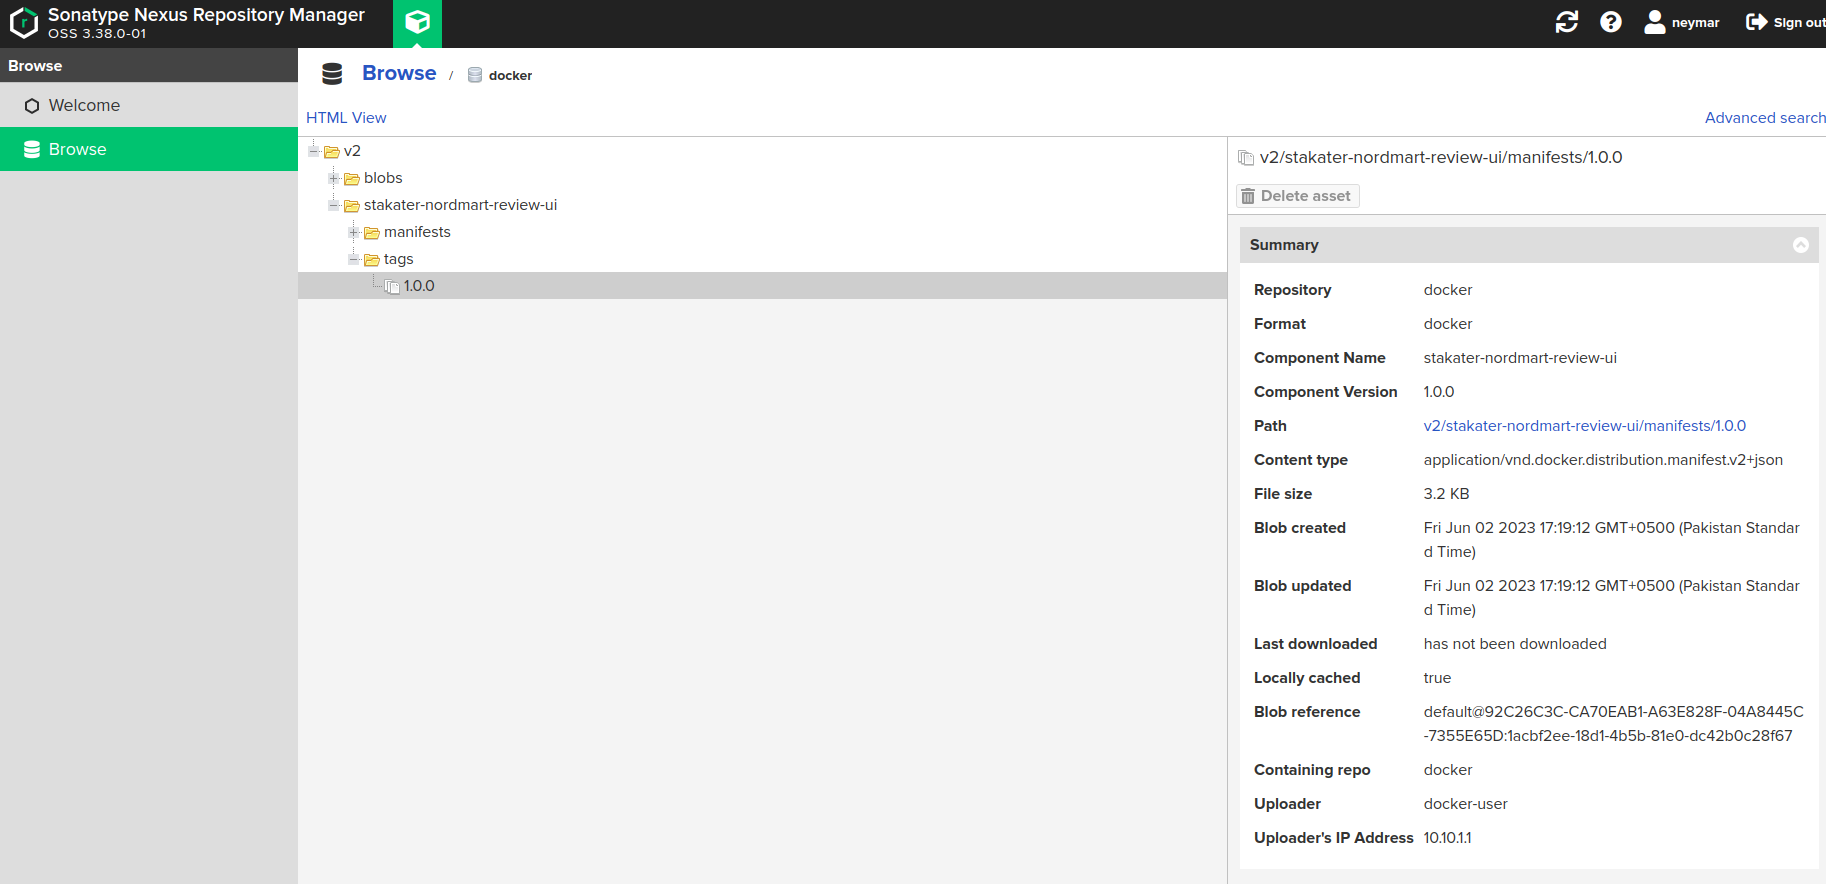 Sonatype Nexus Repository Manager
OSS 3.38.0-01
neymar
Sign out
Browse
Welcome
Browse
Browse / docker
HTML View
Advanced search
v2
blobs
stakater-nordmart-review-ui
manifests
tags
1.0.0
v2/stakater-nordmart-review-ui/manifests/1.0.0
Delete asset
Summary
Repository docker
Format docker
Component Name stakater-nordmart-review-ui
Component Version 1.0.0
Path v2/stakater-nordmart-review-ui/manifests/1.0.0
Content type application/vnd.docker.distribution.manifest.v2+json
File size 3.2 KB
Blob created Fri Jun 02 2023 17:19:12 GMT+0500 (Pakistan Standar
d Time)
Blob updated Fri Jun 02 2023 17:19:12 GMT+0500 (Pakistan Standar
d Time)
Last downloaded has not been downloaded
Locally cached true
Blob reference default@92C26C3C-CA70EAB1-A63E828F-04A8445C
-7355E65D:1acbf2ee-18d1-4b5b-81e0-dc42b0c28f67
Containing repo docker
Uploader docker-user
Uploader's IP Address 10.10.1.1